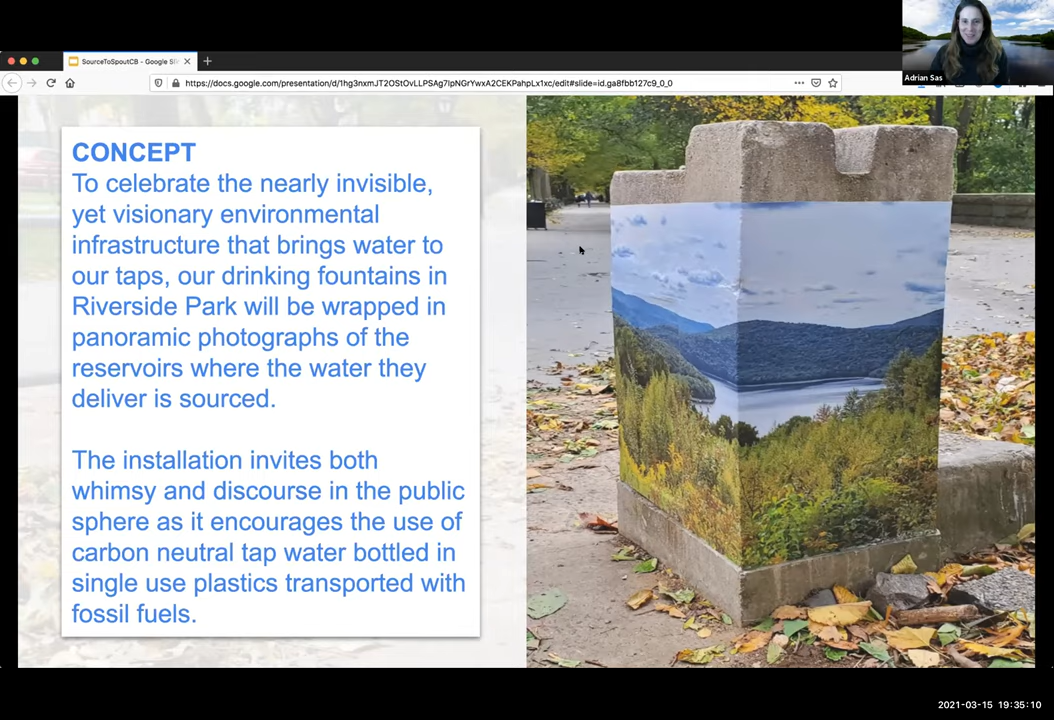 Adrian Sas
SourceToSpoutCB - Google Sli
https://docs.google.com/presentation/d/1hg3nxmJT2OStOvLLPSAg7lpNGrYwxA2CEKPahpLx1xc/edit#slide=id.ga8fbb127c9_0_0
CONCEPT
To celebrate the nearly invisible,
yet visionary environmental
infrastructure that brings water to
our taps, our drinking fountains in
Riverside Park will be wrapped in
panoramic photographs of the
reservoirs where the water they
deliver is sourced.
The installation invites both
whimsy and discourse in the public
sphere as it encourages the use of
carbon neutral tap water bottled in
single use plastics transported with
fossil fuels.
2021-03-15 19:35:10